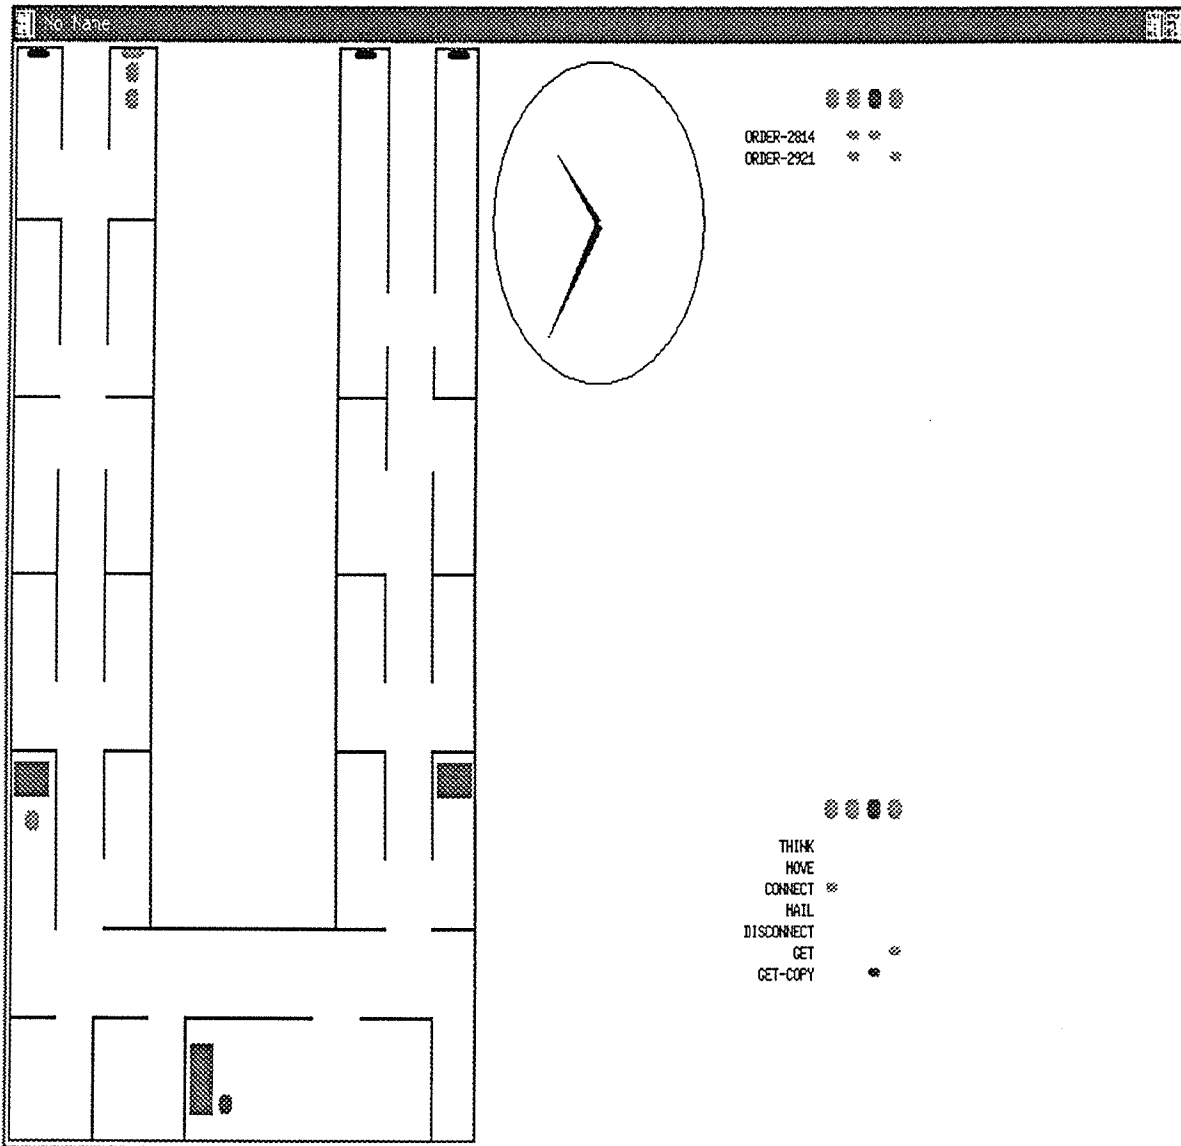 No Name
ORDER-2814
ORDER-2921
THINK
MOVE
CONNECT
MAIL
DISCONNECT
GET
GET-COPY